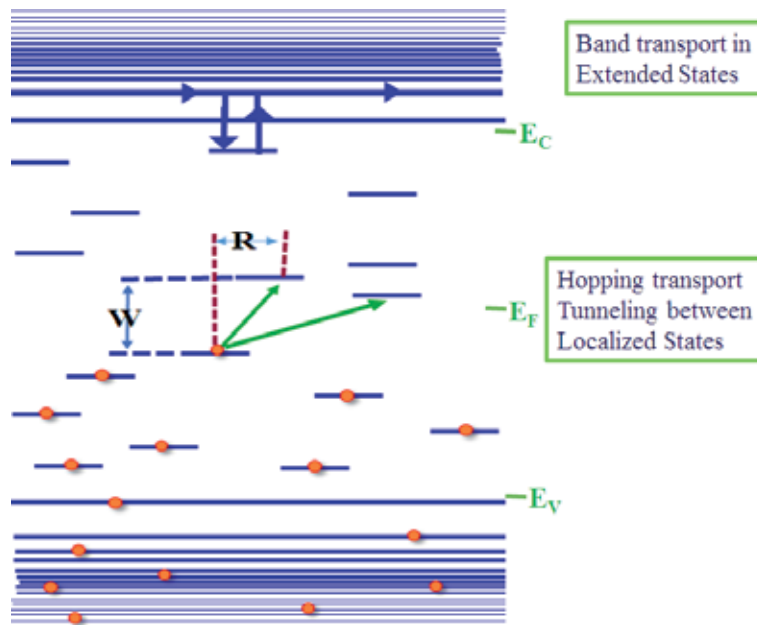 Band transport in
Extended States
E_C
R
W
Hopping transport
Tunneling between
Localized States
E_F
E_V